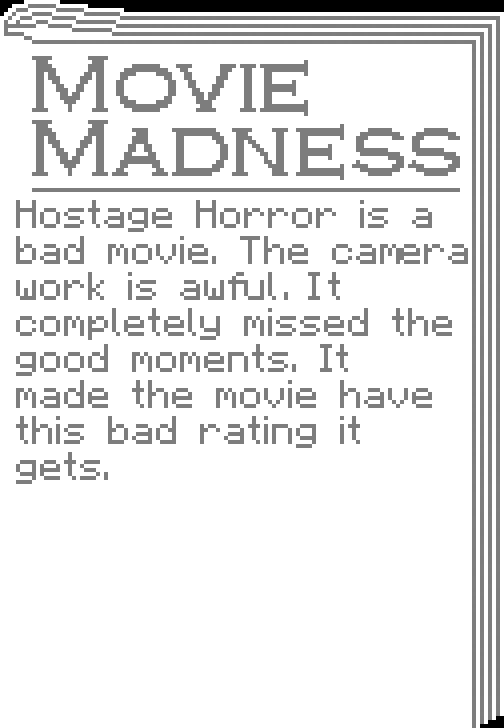 MOVIE
MADNESS
Hostage Horror is a
bad movie. The camera
work is awful. It
completely missed the
good moments. It
made the movie have
this bad rating it
gets.